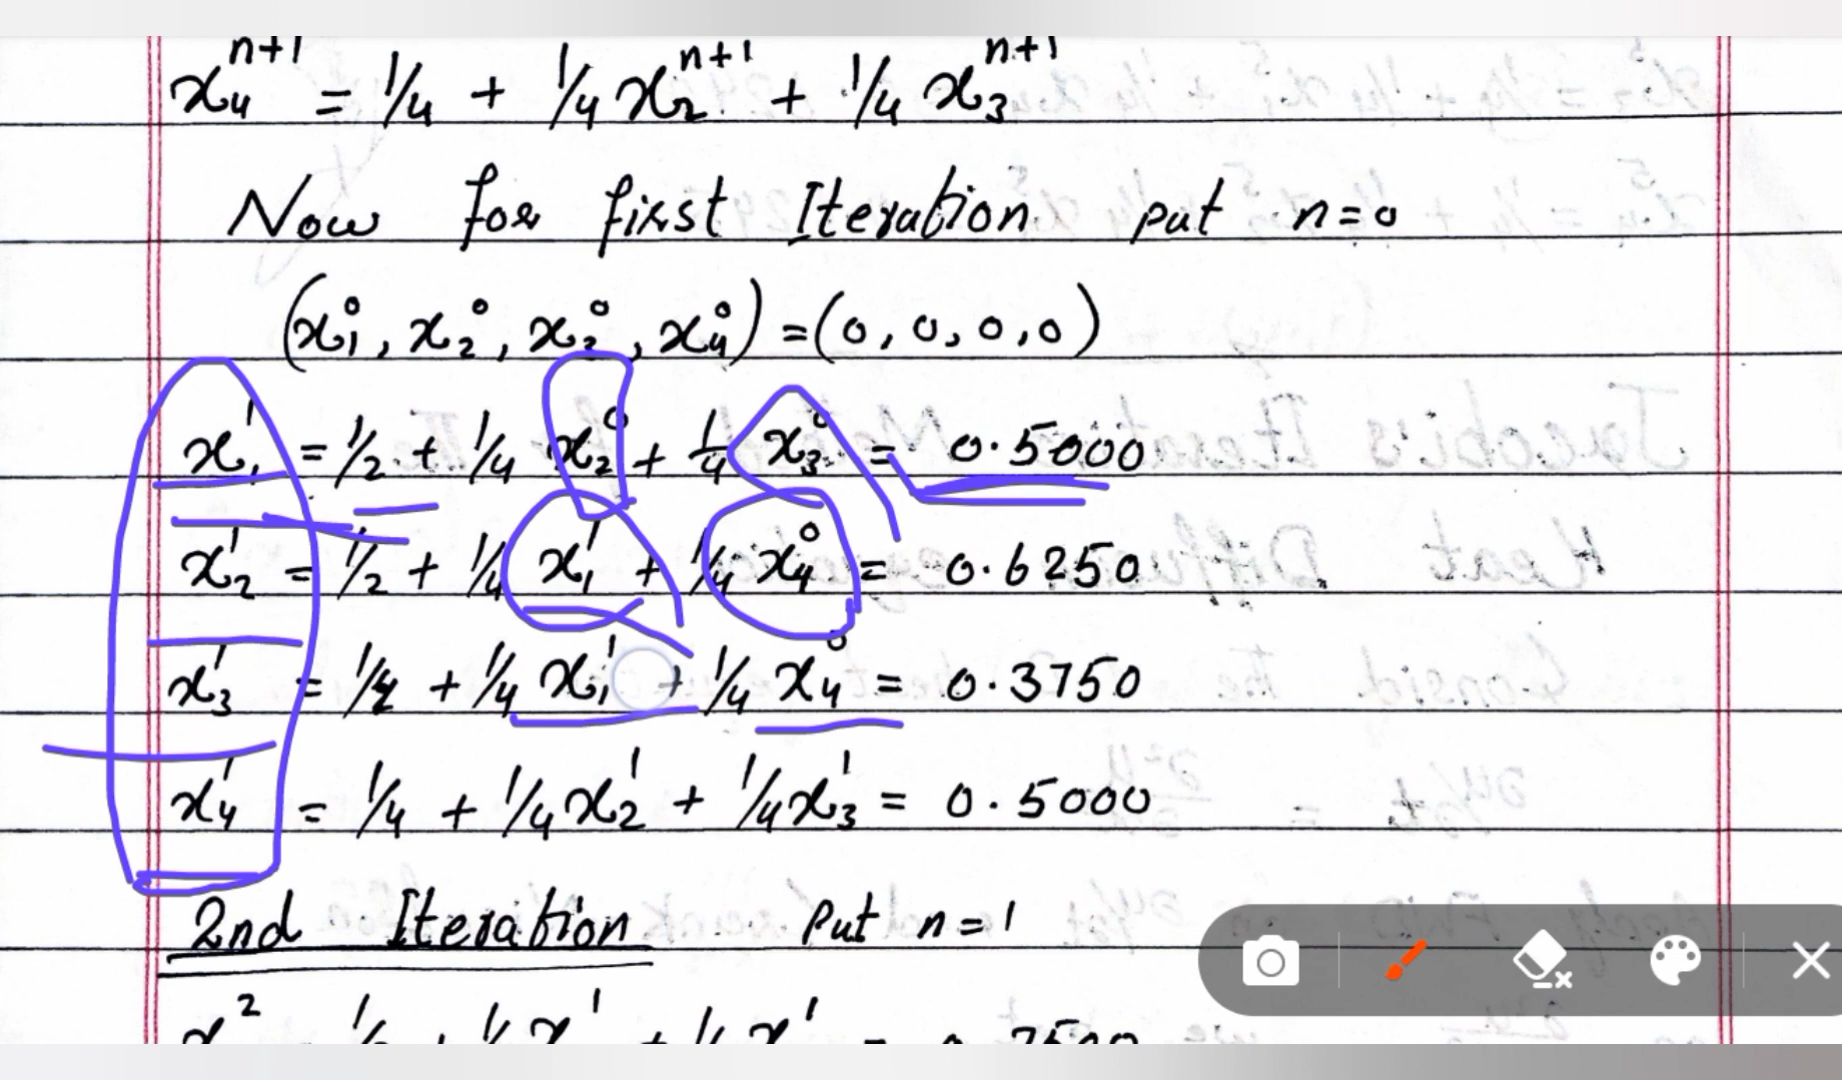 x₄ⁿ⁺¹ = 1/4 + 1/4 x₂ⁿ⁺¹ + 1/4 x₃ⁿ⁺¹
Now for first Iteration put n=0
(x₁⁰, x₂⁰, x₃⁰, x₄⁰) = (0, 0, 0, 0)
x₁¹ = 1/2 + 1/4 x₂⁰ + 1/4 x₃⁰ = 0.5000
x₂¹ = 1/2 + 1/4 x₁¹ + 1/4 x₄⁰ = 0.6250
x₃¹ = 1/4 + 1/4 x₁¹ + 1/4 x₄⁰ = 0.3750
x₄¹ = 1/4 + 1/4 x₂¹ + 1/4 x₃¹ = 0.5000
2nd Iteration Put n=1